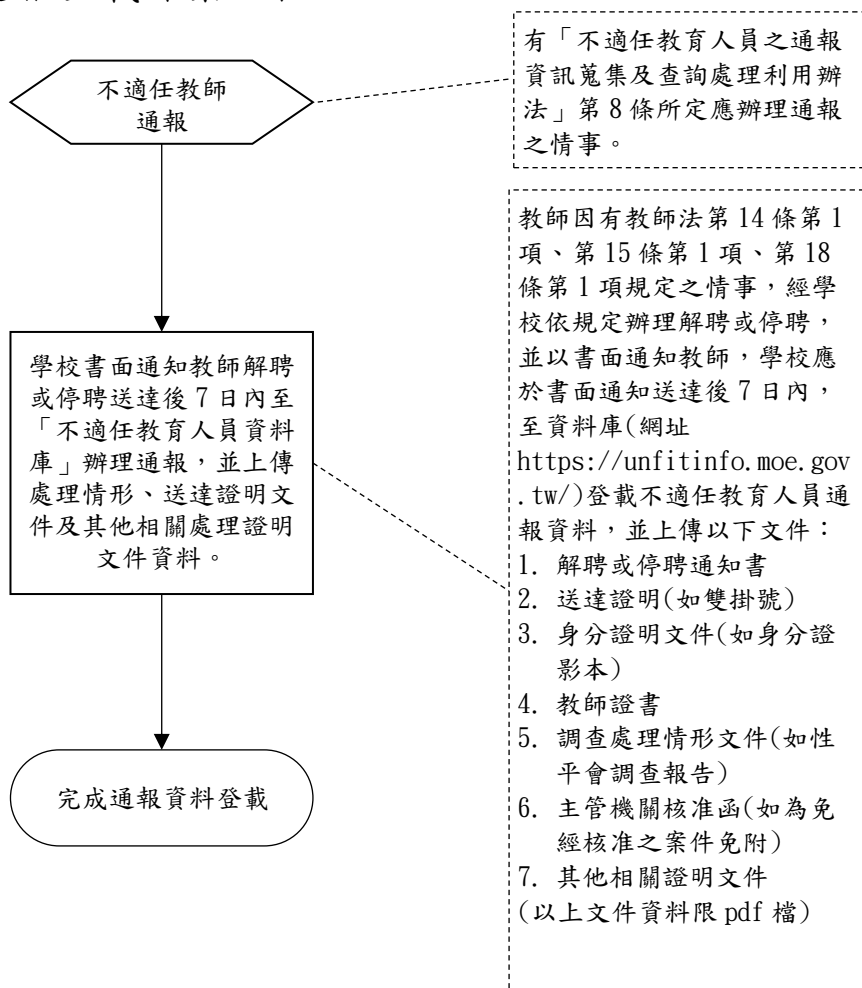 不適任教師
通報
有「不適任教育人員之通報
資訊蒐集及查詢處理利用辦
法」第 8 條所定應辦理通報
之情事。
學校書面通知教師解聘
或停聘送達後 7 日內至
「不適任教育人員資料
庫」辦理通報，並上傳
處理情形、送達證明文
件及其他相關處理證明
文件資料。
教師因有教師法第 14 條第 1
項、第 15 條第 1 項、第 18
條第 1 項規定之情事，經學
校依規定辦理解聘或停聘，
並以書面通知教師，學校應
於書面通知送達後 7 日內，
至資料庫(網址
https://unfitinfo.moe.gov
.tw/)登載不適任教育人員通
報資料，並上傳以下文件：
1. 解聘或停聘通知書
2. 送達證明(如雙掛號)
3. 身分證明文件(如身分證
影本)
4. 教師證書
5. 調查處理情形文件(如性
平會調查報告)
6. 主管機關核准函(如為免
經核准之案件免附)
7. 其他相關證明文件
(以上文件資料限 pdf 檔)
完成通報資料登載